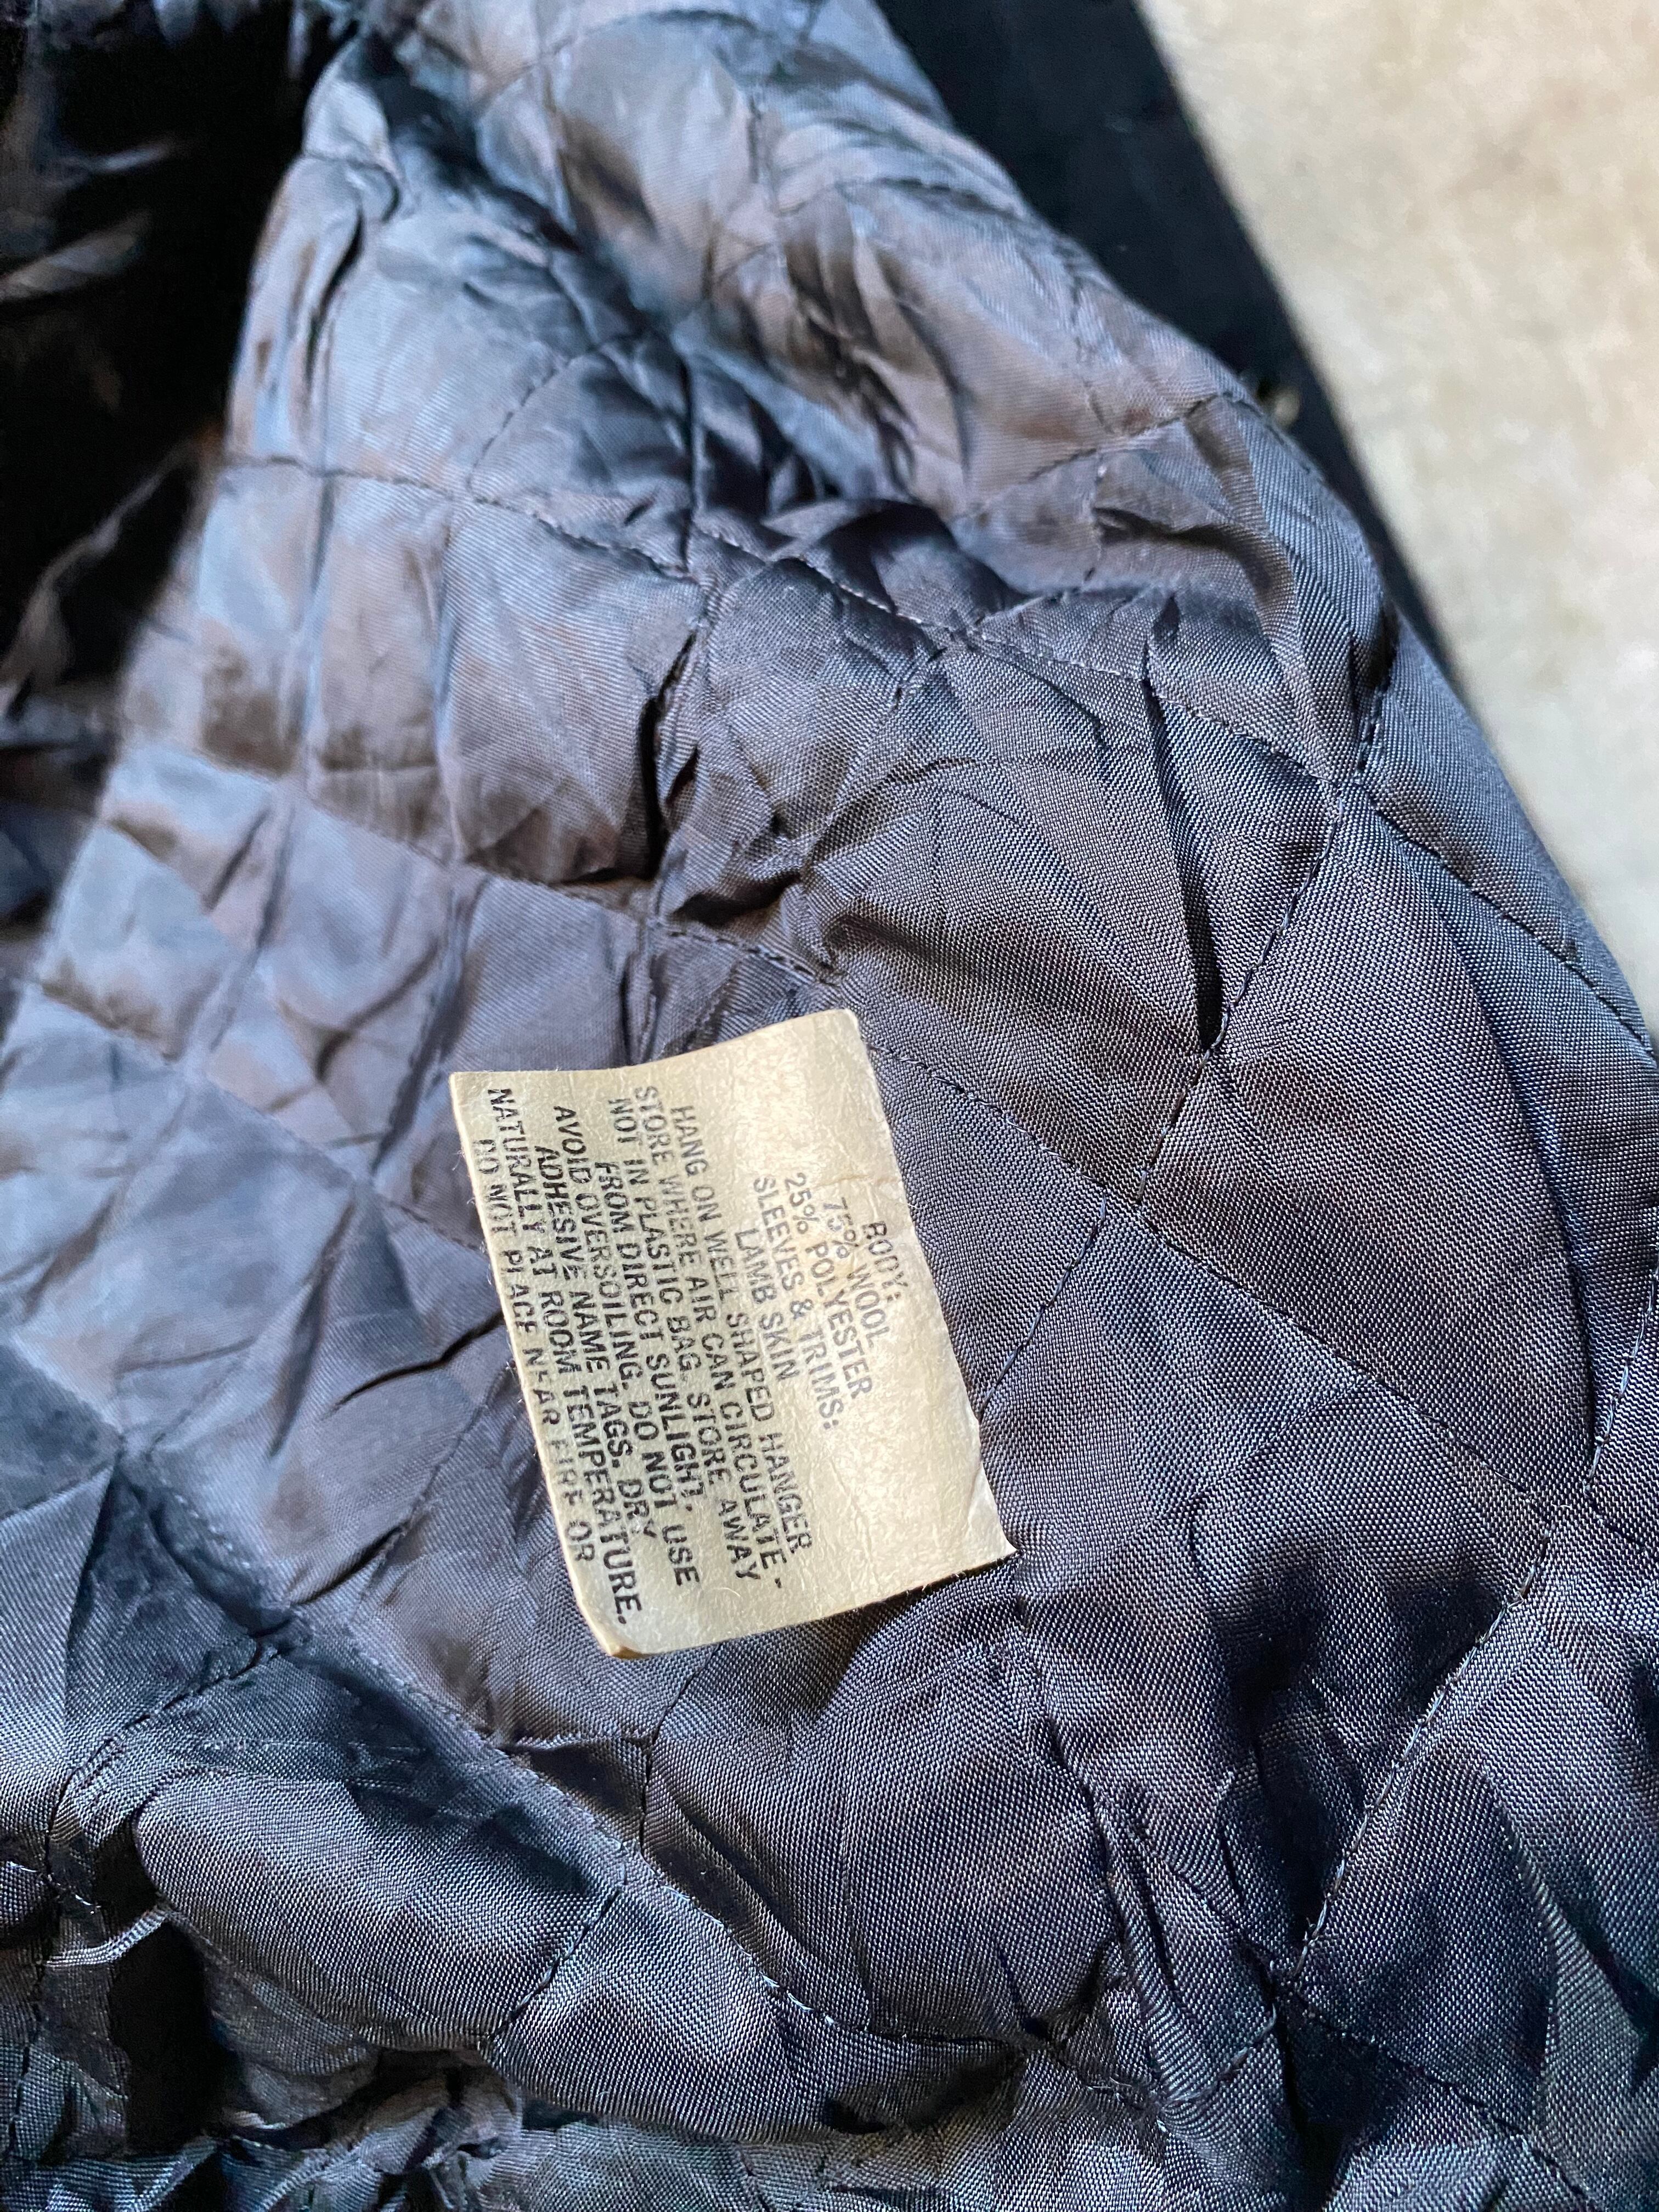 BODY:
75% WOOL
25% POLYESTER
SLEEVES & TRIMS:
LAMB SKIN
HANG ON WELL SHAPED HANGER
STORE WHERE AIR CAN CIRCULATE-
NOT IN PLASTIC BAG. STORE AWAY
FROM DIRECT SUNLIGHT.
AVOID OVERSOILING. DO NOT USE
ADHESIVE NAME TAGS. DRY
NATURALLY AT ROOM TEMPERATURE.
DO NOT PLACE NEAR FIRE OR